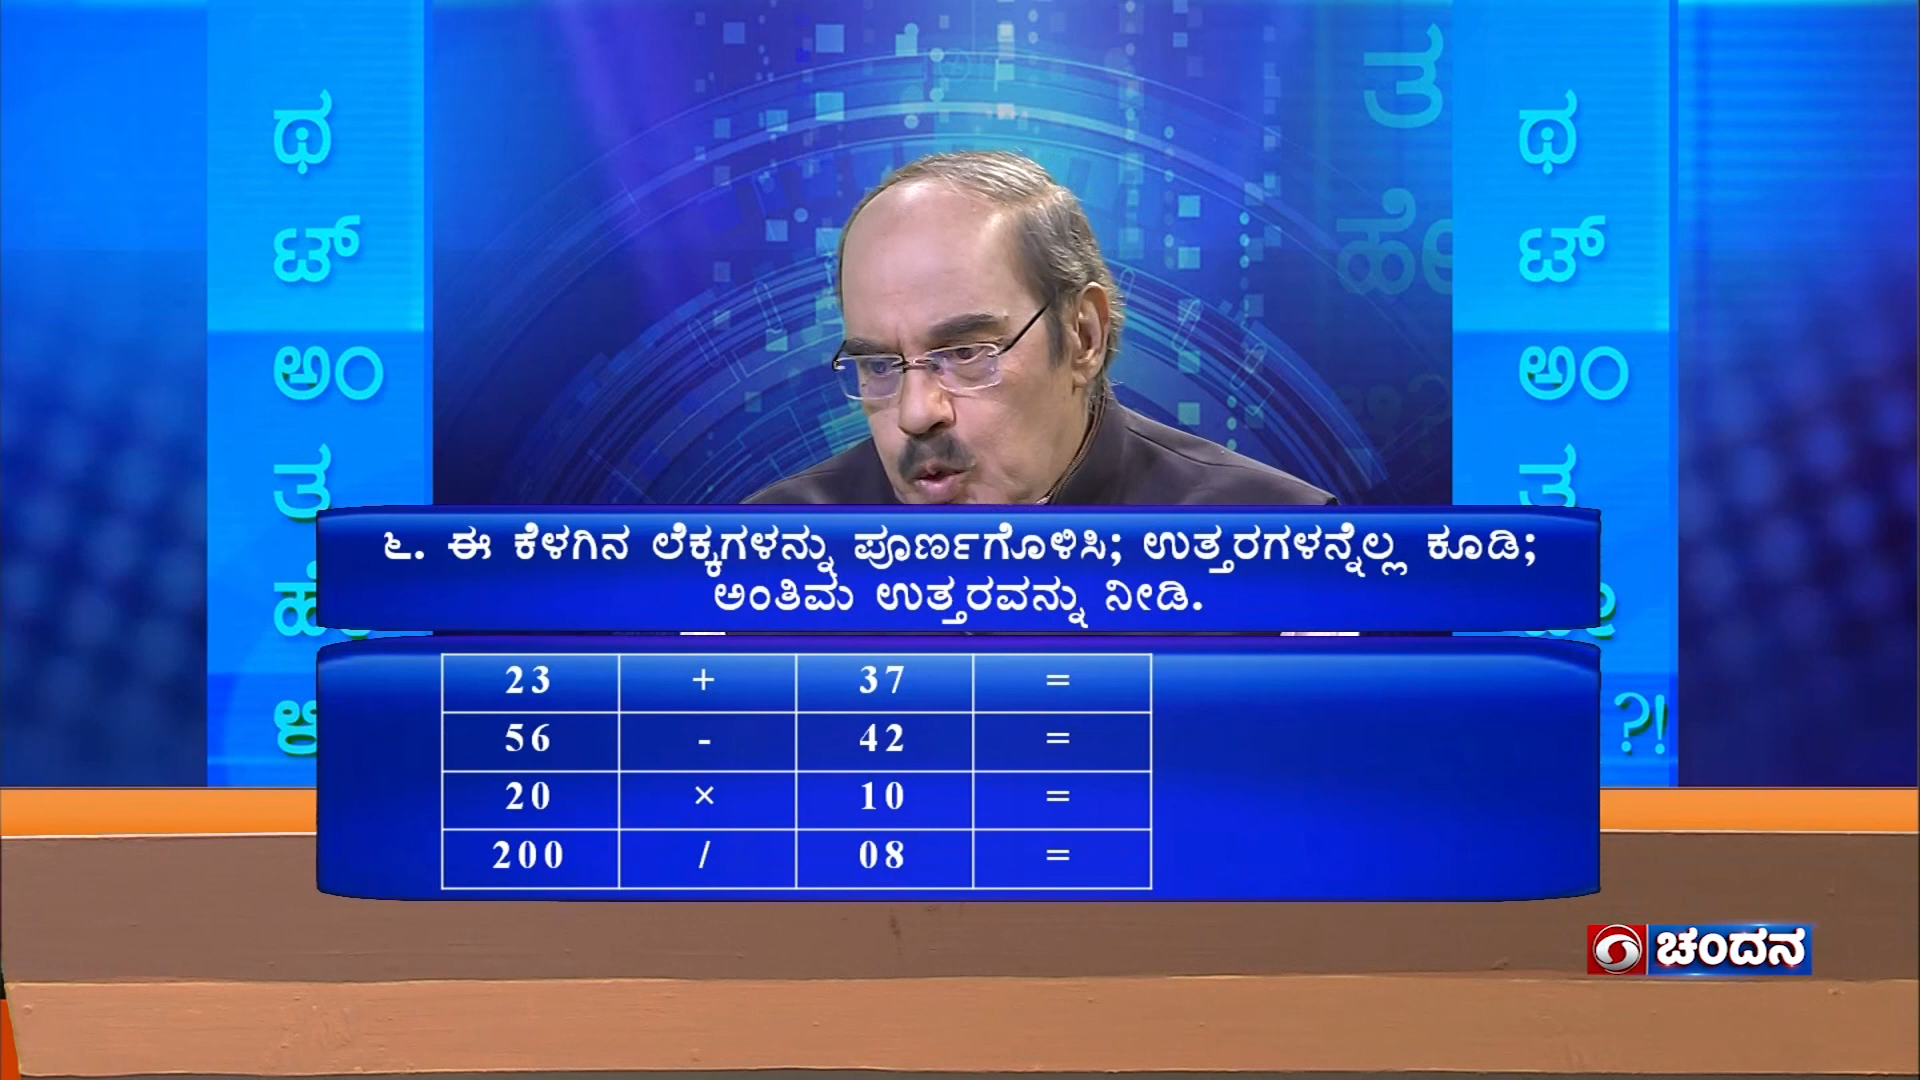 ಥ
ಟ್
ಅಂ
ತ
ಹೇ
ಥ
ಟ್
ಅಂ
ತ
?!
೬. ಈ ಕೆಳಗಿನ ಲೆಕ್ಕಗಳನ್ನು ಪೂರ್ಣಗೊಳಿಸಿ; ಉತ್ತರಗಳನ್ನೆಲ್ಲ ಕೂಡಿ;
ಅಂತಿಮ ಉತ್ತರವನ್ನು ನೀಡಿ.
23 + 37 =
56 - 42 =
20 × 10 =
200 / 08 =
ಚಂದನ